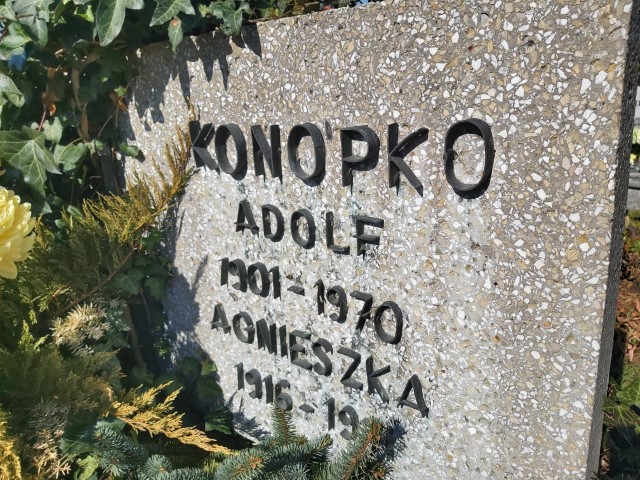 KONOPKO
ADOLF
1901-1970
AGNIESZKA
1916-19